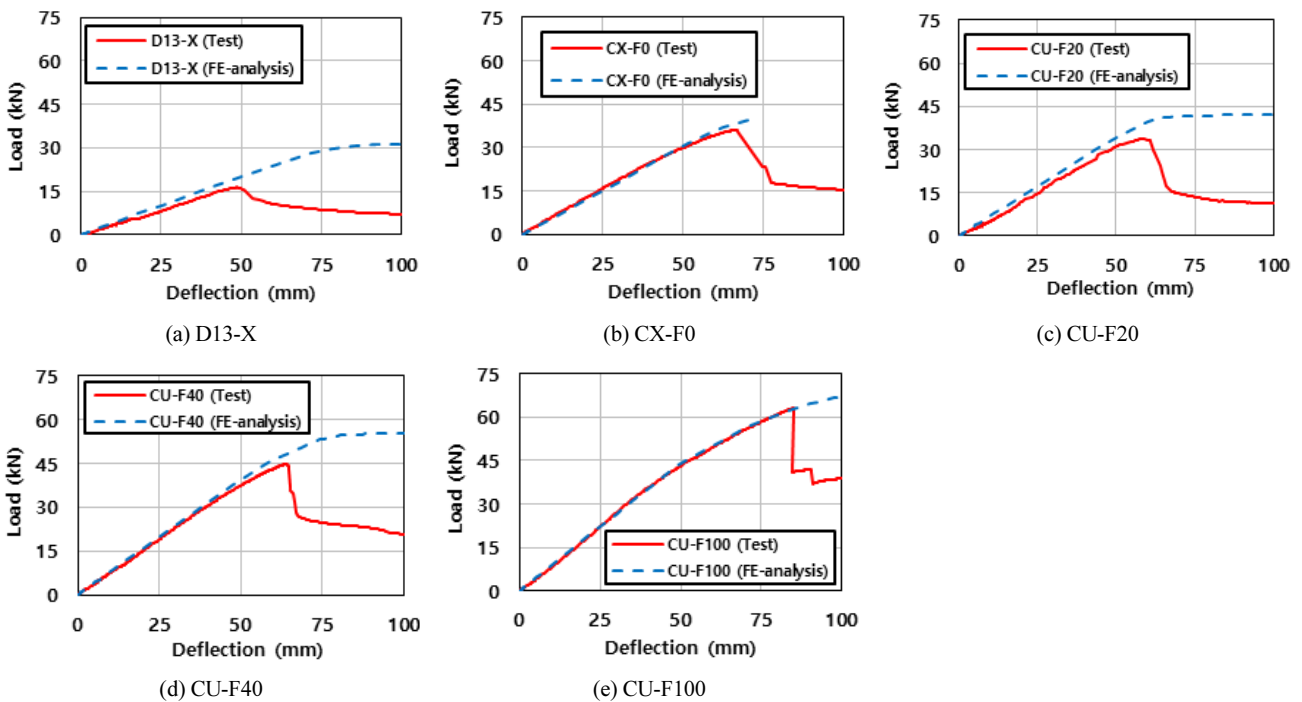 75
60
45
30
15
0
Load (kN)
D13-X (Test)
D13-X (FE-analysis)
0 25 50 75 100
Deflection (mm)
(a) D13-X
75
60
45
30
15
0
Load (kN)
CX-F0 (Test)
CX-F0 (FE-analysis)
0 25 50 75 100
Deflection (mm)
(b) CX-F0
75
60
45
30
15
0
Load (kN)
CU-F20 (Test)
CU-F20 (FE-analysis)
0 25 50 75 100
Deflection (mm)
(c) CU-F20
75
60
45
30
15
0
Load (kN)
CU-F40 (Test)
CU-F40 (FE-analysis)
0 25 50 75 100
Deflection (mm)
(d) CU-F40
75
60
45
30
15
0
Load (kN)
CU-F100 (Test)
CU-F100 (FE-analysis)
0 25 50 75 100
Deflection (mm)
(e) CU-F100